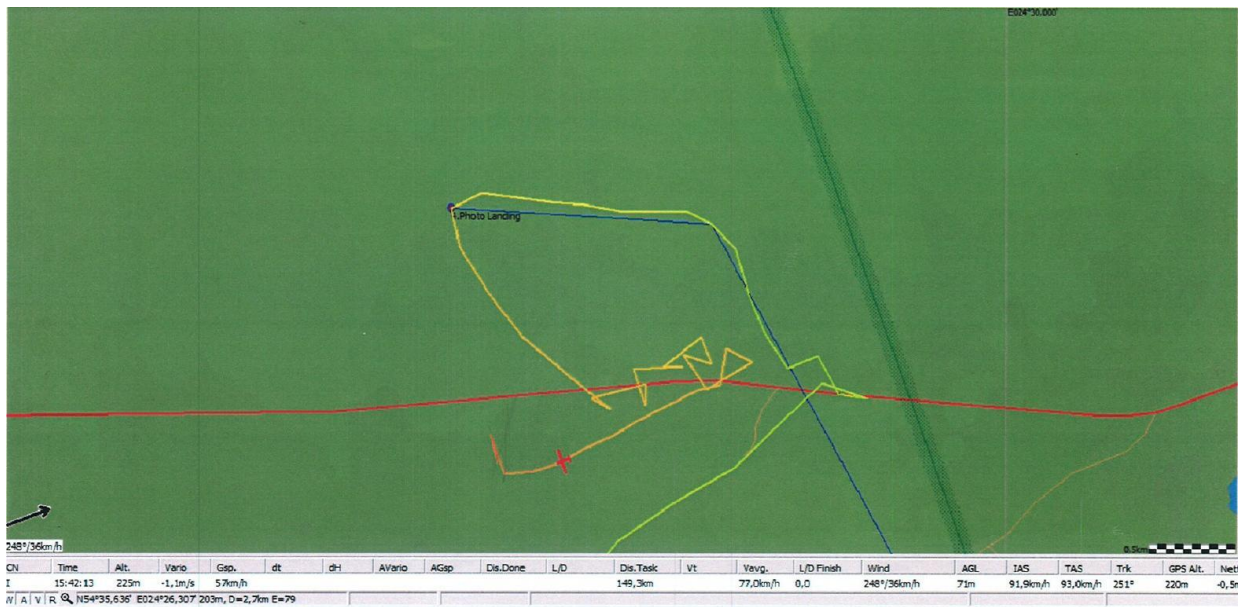 E024°30.000'
.Photo Landing
248°/36km/h
0.5km
CN Time Alt. Vario Gsp. dt dH AVario AGsp Dis.Done L/D Dis.Task Vt Vavg. L/D Finish Wind AGL IAS TAS Trk GPS Alt. Nett
I 15:42:13 225m -1,1m/s 57km/h 149,3km 77,0km/h 0,0 248°/36km/h 71m 91,9km/h 93,0km/h 251° 220m -0,5m
W A V R N54°35,636' E024°26,307' 203m, D=2,7km E=79